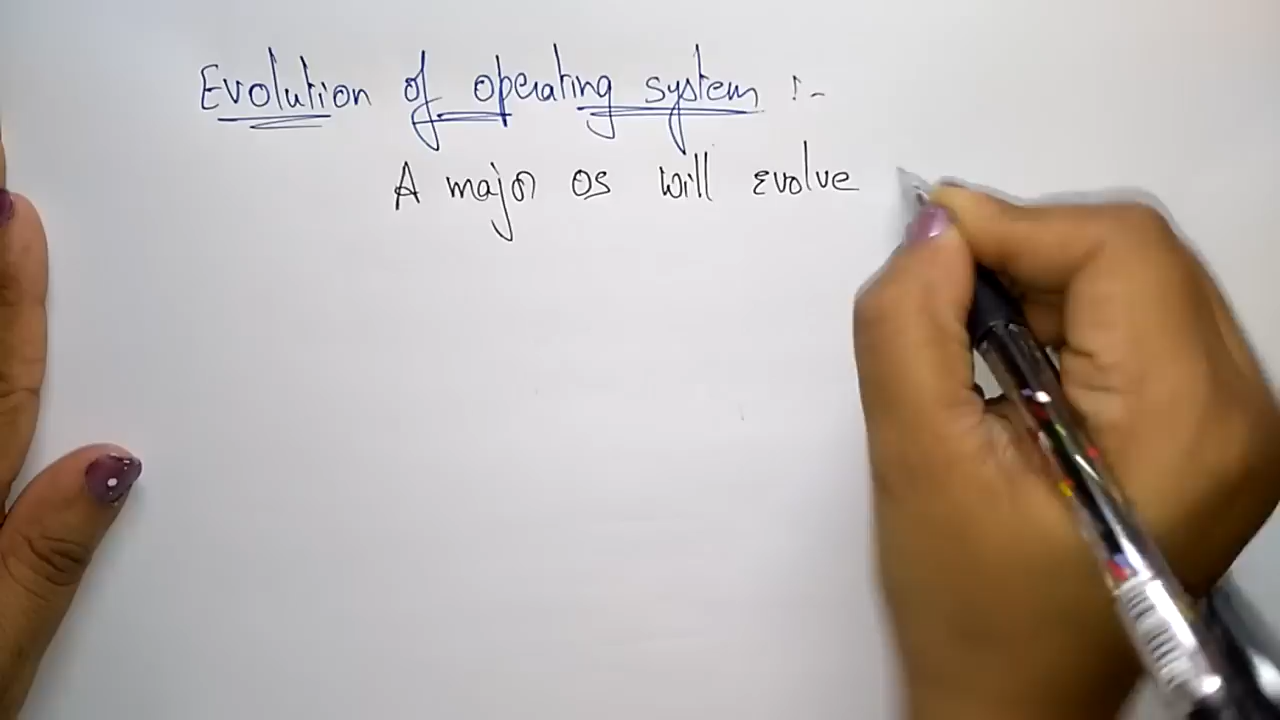 Evolution of operating system :-
A major os will evolve